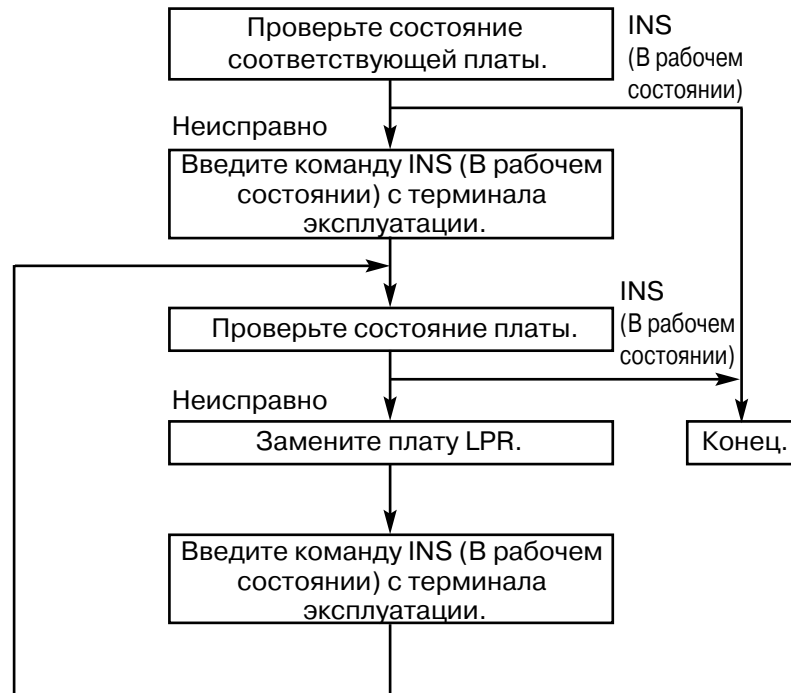 Проверьте состояние
соответствующей платы.
INS
(В рабочем
состоянии)
Неисправно
Введите команду INS (В рабочем
состоянии) с терминала
эксплуатации.
INS
(В рабочем
состоянии)
Проверьте состояние платы.
Неисправно
Замените плату LPR.
Конец.
Введите команду INS (В рабочем
состоянии) с терминала
эксплуатации.